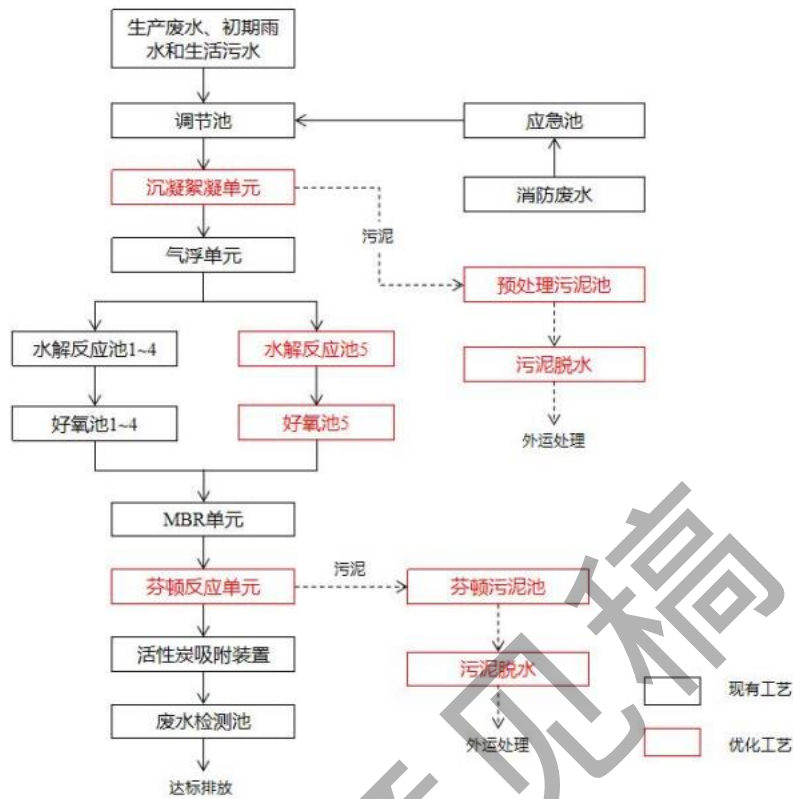 生产废水、初期雨
水和生活污水
调节池
应急池
沉凝絮凝单元
消防废水
污泥
气浮单元
预处理污泥池
水解反应池1~4
水解反应池5
污泥脱水
好氧池1~4
好氧池5
外运处理
MBR单元
芬顿反应单元
污泥
芬顿污泥池
活性炭吸附装置
污泥脱水
现有工艺
废水检测池
外运处理
优化工艺
达标排放
见稿